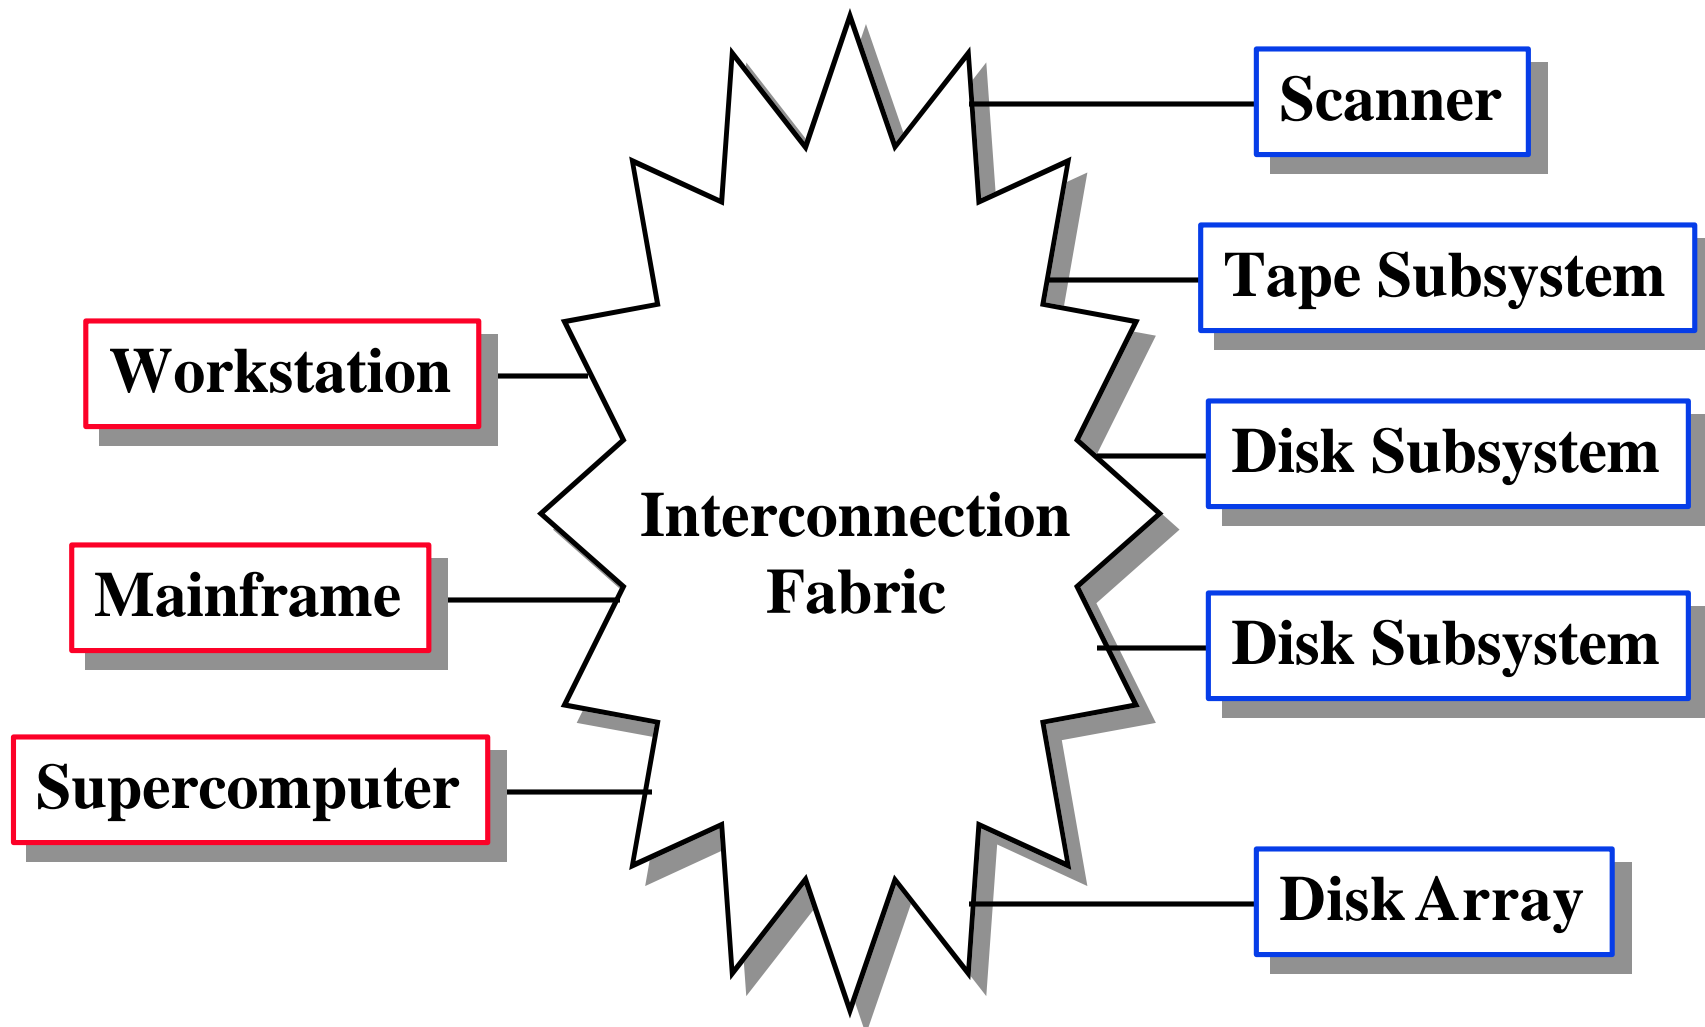 Scanner
Tape Subsystem
Workstation
Disk Subsystem
Interconnection
Fabric
Mainframe
Disk Subsystem
Supercomputer
Disk Array